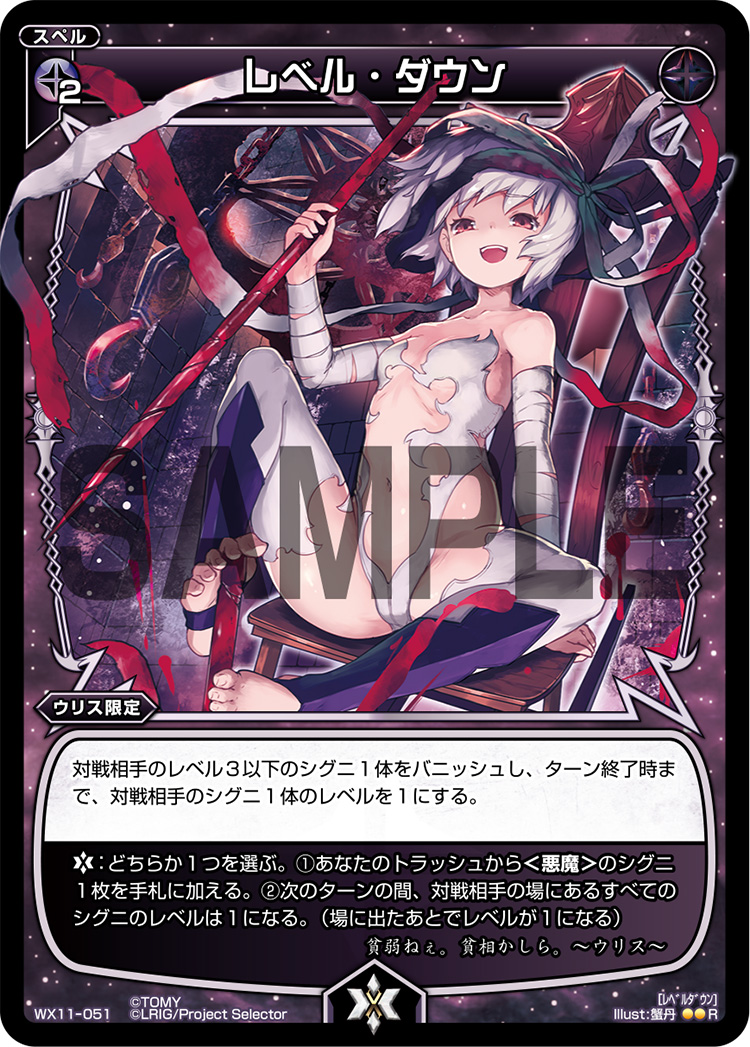 スペル
2
レベル・ダウン
SAMPLE
ウリス限定
対戦相手のレベル３以下のシグニ１体をバニッシュし、ターン終了時ま
で、対戦相手のシグニ１体のレベルを１にする。
：どちらか１つを選ぶ。①あなたのトラッシュから＜悪魔＞のシグニ
１枚を手札に加える。②次のターンの間、対戦相手の場にあるすべての
シグニのレベルは１になる。（場に出たあとでレベルが１になる）
貧弱ねぇ。貧相かしら。～ウリス～
WX11-051
©TOMY
©LRIG/Project Selector
[ﾚﾍﾞﾙﾀﾞｳﾝ]
Illust:蟹丹 R